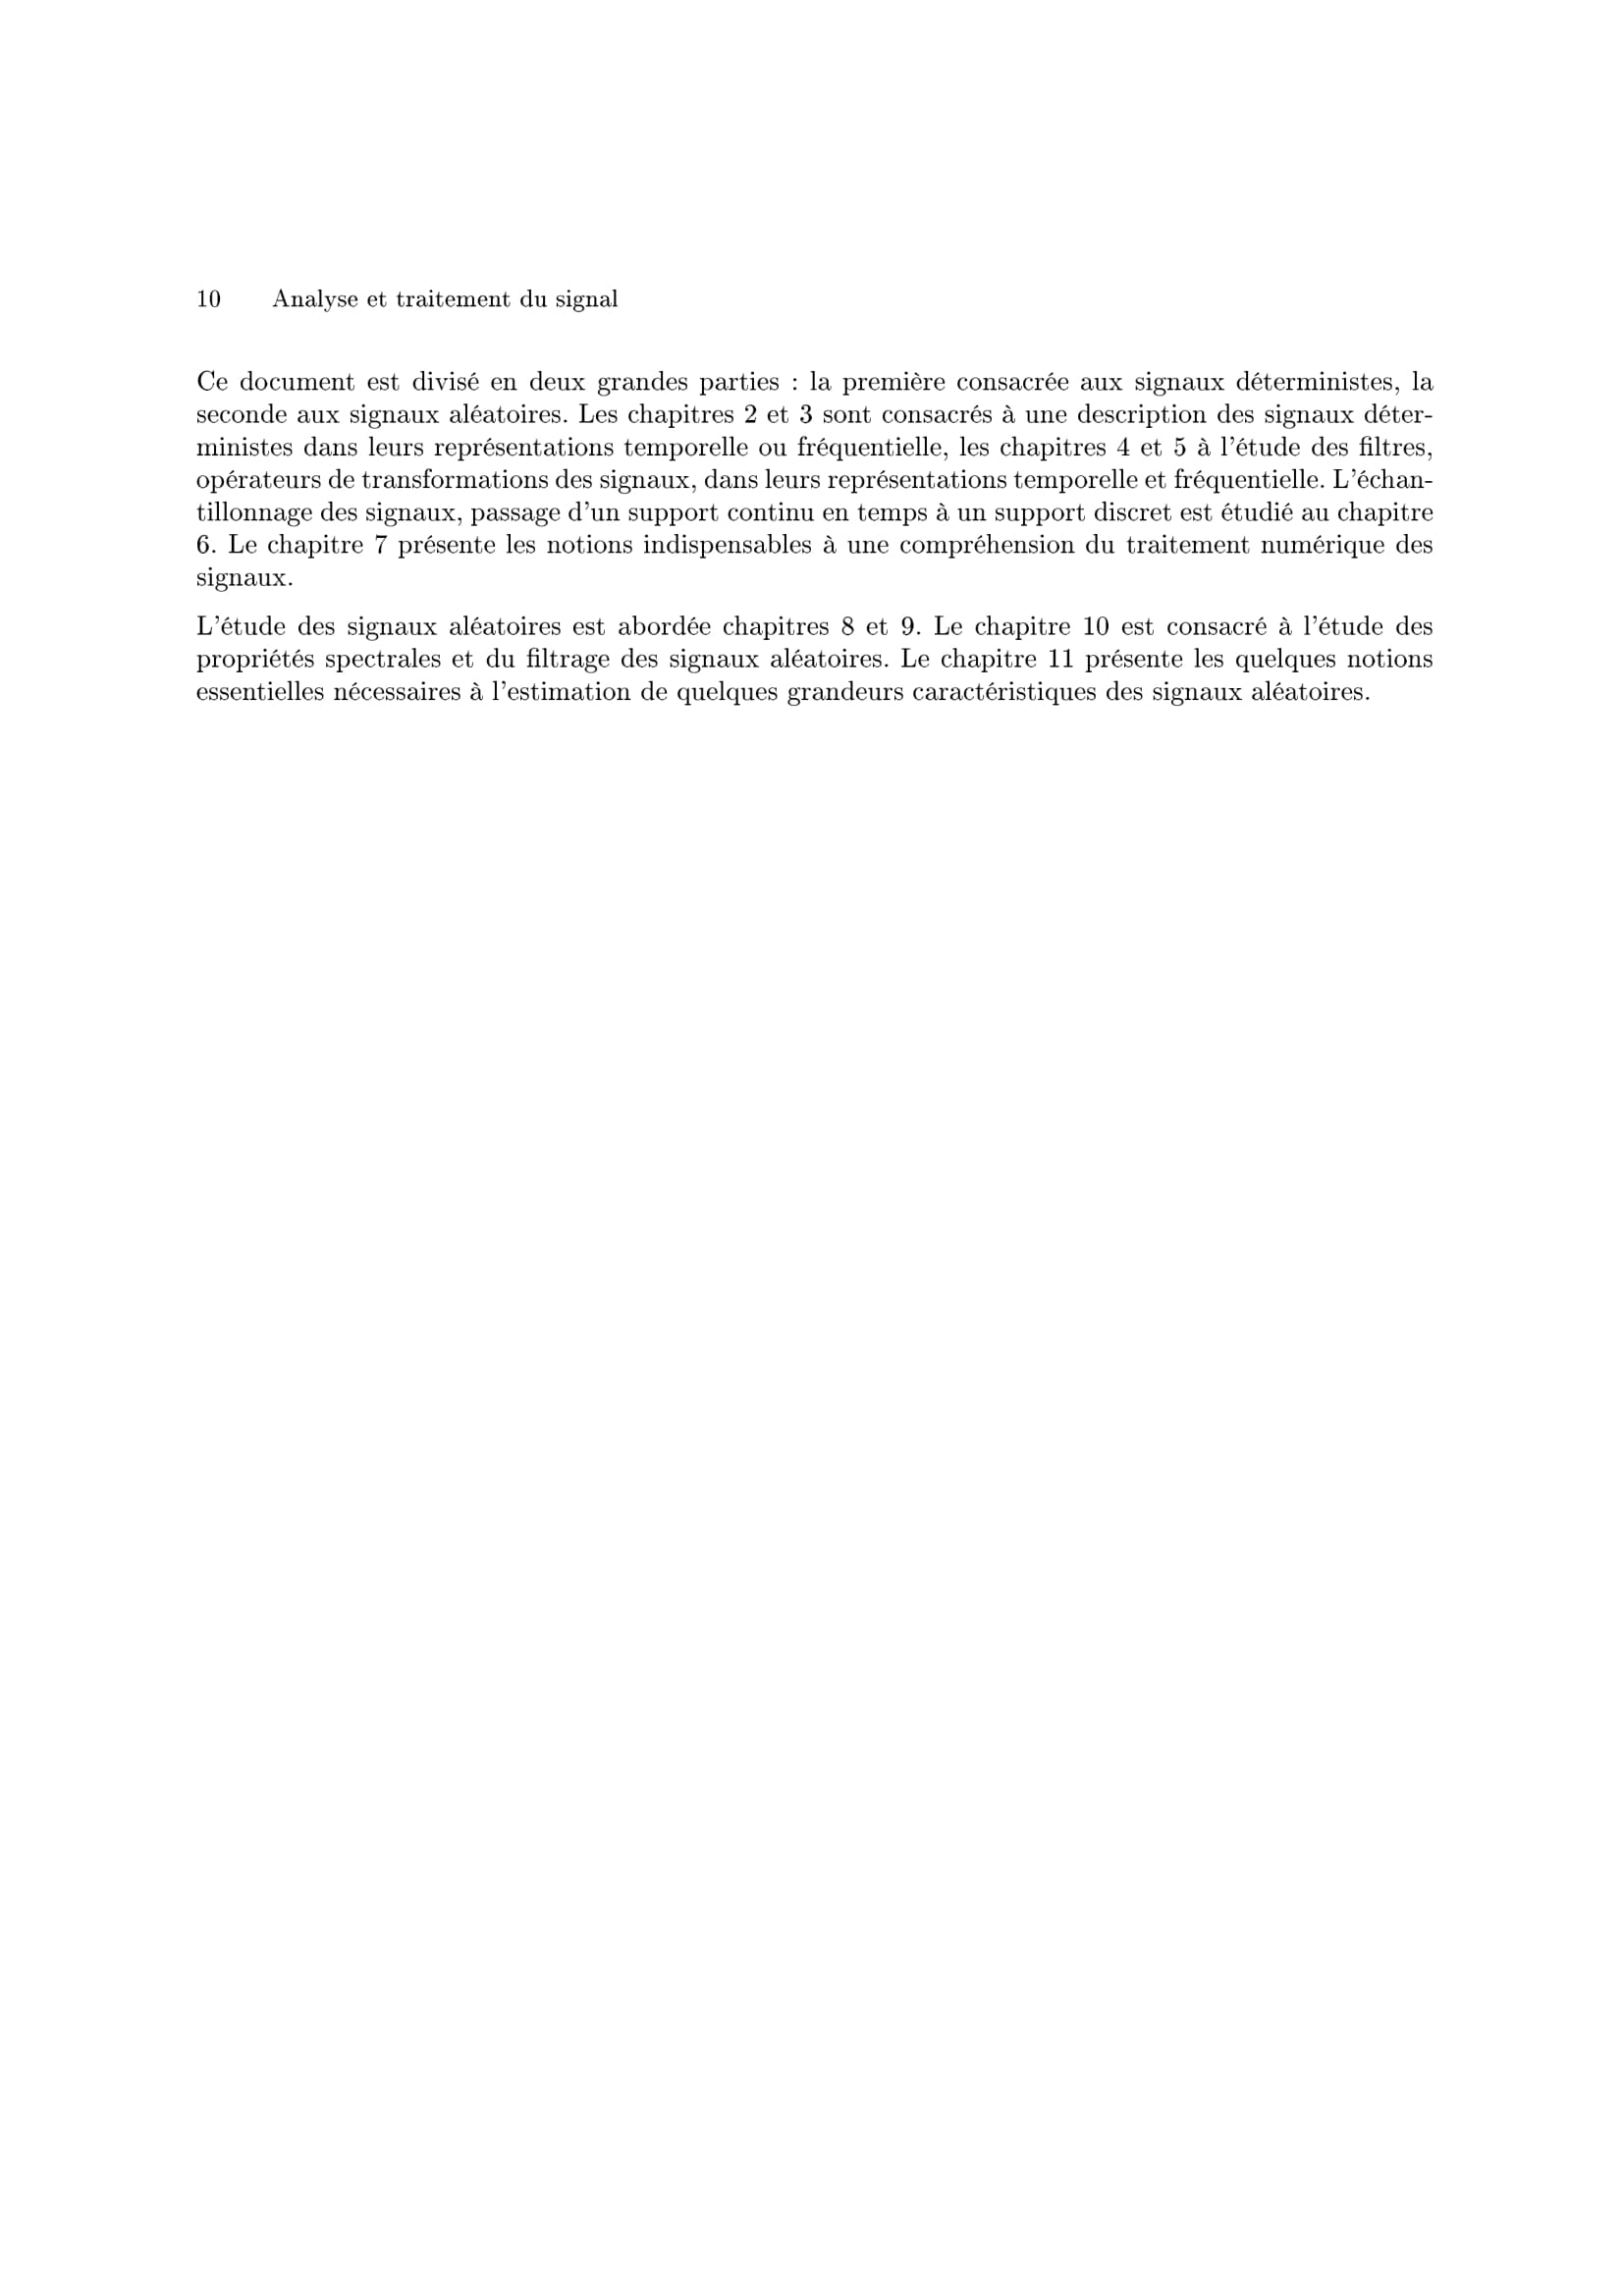 10 Analyse et traitement du signal
Ce document est divisé en deux grandes parties : la première consacrée aux signaux déterministes, la
seconde aux signaux aléatoires. Les chapitres 2 et 3 sont consacrés à une description des signaux déter-
ministes dans leurs représentations temporelle ou fréquentielle, les chapitres 4 et 5 à l'étude des filtres,
opérateurs de transformations des signaux, dans leurs représentations temporelle et fréquentielle. L'échan-
tillonnage des signaux, passage d'un support continu en temps à un support discret est étudié au chapitre
6. Le chapitre 7 présente les notions indispensables à une compréhension du traitement numérique des
signaux.
L'étude des signaux aléatoires est abordée chapitres 8 et 9. Le chapitre 10 est consacré à l'étude des
propriétés spectrales et du filtrage des signaux aléatoires. Le chapitre 11 présente les quelques notions
essentielles nécessaires à l'estimation de quelques grandeurs caractéristiques des signaux aléatoires.